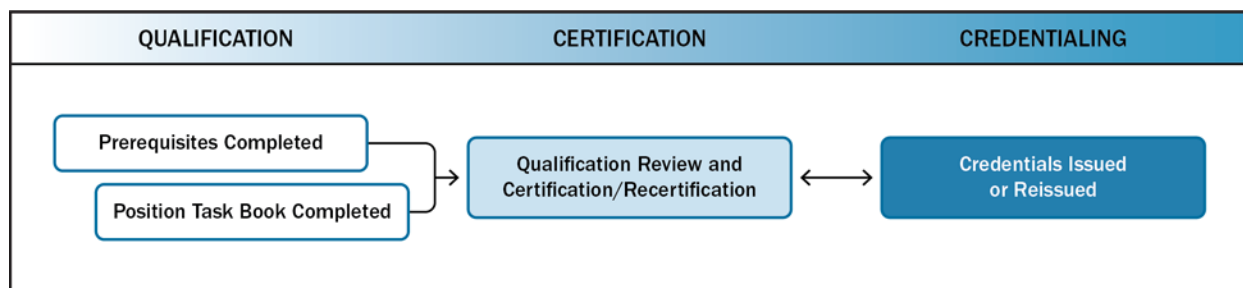 QUALIFICATION
CERTIFICATION
CREDENTIALING
Prerequisites Completed
Position Task Book Completed
Qualification Review and
Certification/Recertification
Credentials Issued
or Reissued